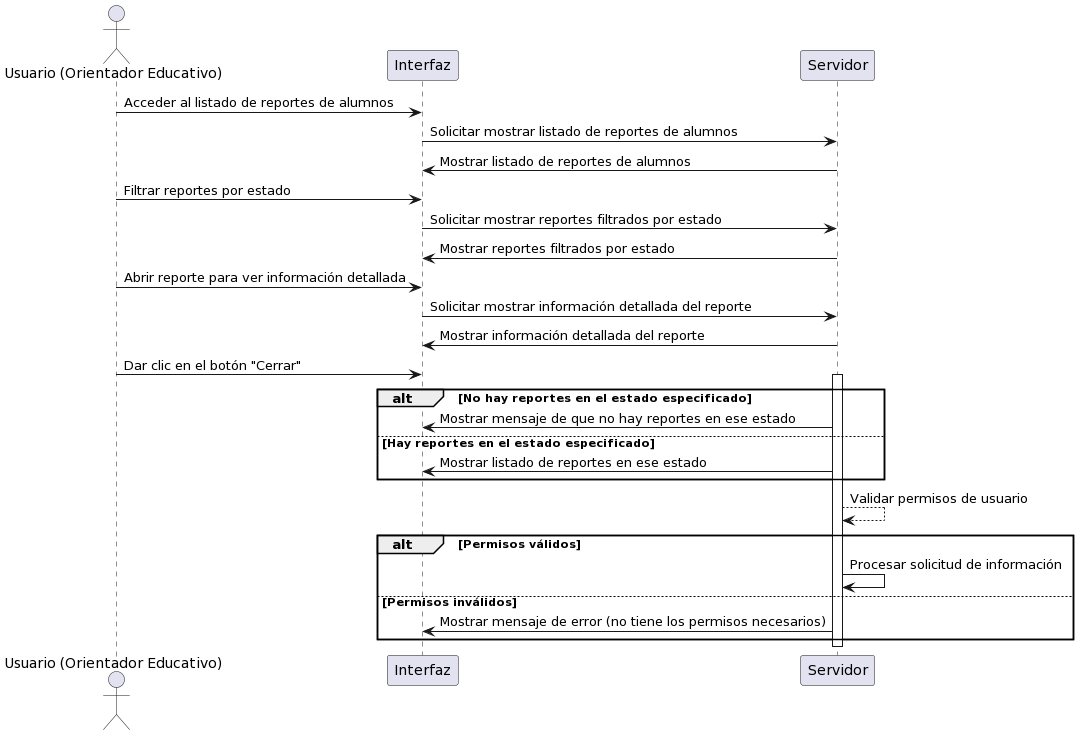 Usuario (Orientador Educativo)
Interfaz
Servidor
Acceder al listado de reportes de alumnos
Solicitar mostrar listado de reportes de alumnos
Mostrar listado de reportes de alumnos
Filtrar reportes por estado
Solicitar mostrar reportes filtrados por estado
Mostrar reportes filtrados por estado
Abrir reporte para ver información detallada
Solicitar mostrar información detallada del reporte
Mostrar información detallada del reporte
Dar clic en el botón "Cerrar"
alt [No hay reportes en el estado especificado]
Mostrar mensaje de que no hay reportes en ese estado
[Hay reportes en el estado especificado]
Mostrar listado de reportes en ese estado
Validar permisos de usuario
alt [Permisos válidos]
Procesar solicitud de información
[Permisos inválidos]
Mostrar mensaje de error (no tiene los permisos necesarios)
Usuario (Orientador Educativo)
Interfaz
Servidor